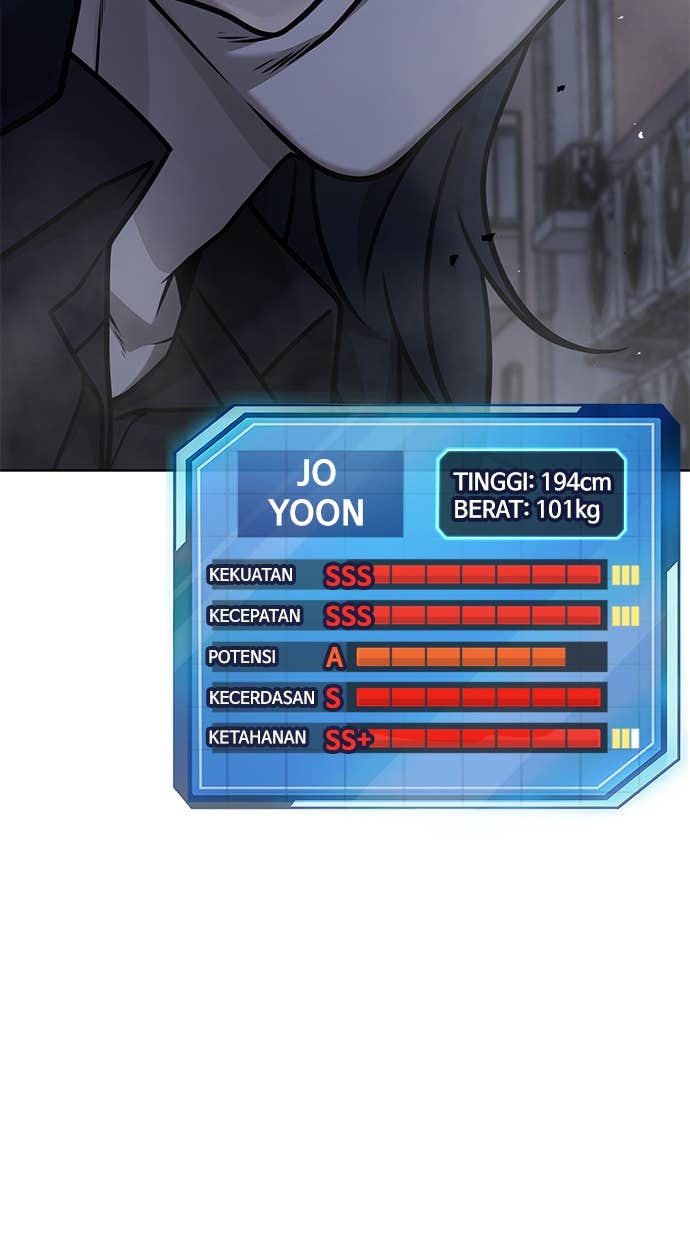 JO
YOON
TINGGI: 194cm
BERAT: 101kg
KEKUATAN SSS
KECEPATAN SSS
POTENSI A
KECERDASAN S
KETAHANAN SS+